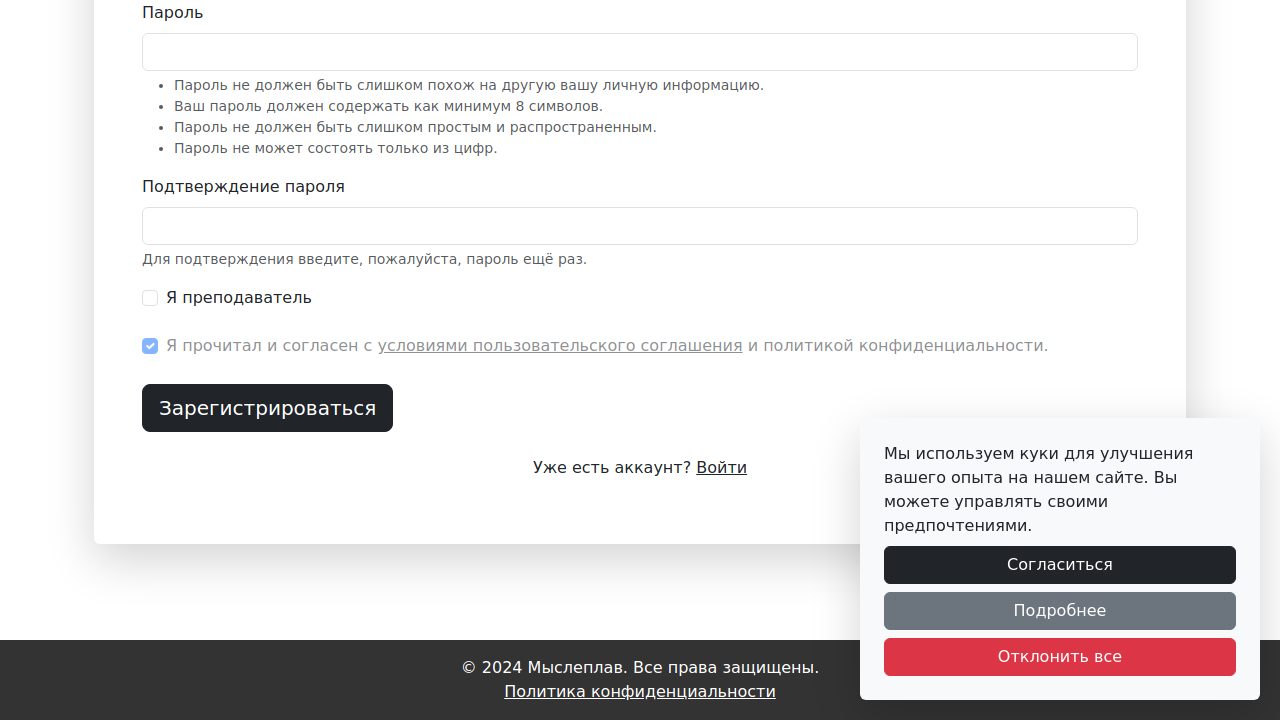 Пароль
Пароль не должен быть слишком похож на другую вашу личную информацию.
Ваш пароль должен содержать как минимум 8 символов.
Пароль не должен быть слишком простым и распространенным.
Пароль не может состоять только из цифр.
Подтверждение пароля
Для подтверждения введите, пожалуйста, пароль ещё раз.
Я преподаватель
Я прочитал и согласен с условиями пользовательского соглашения и политикой конфиденциальности.
Зарегистрироваться
Уже есть аккаунт? Войти
Мы используем куки для улучшения
вашего опыта на нашем сайте. Вы
можете управлять своими
предпочтениями.
Согласиться
Подробнее
Отклонить все
© 2024 Мыслеплав. Все права защищены.
Политика конфиденциальности